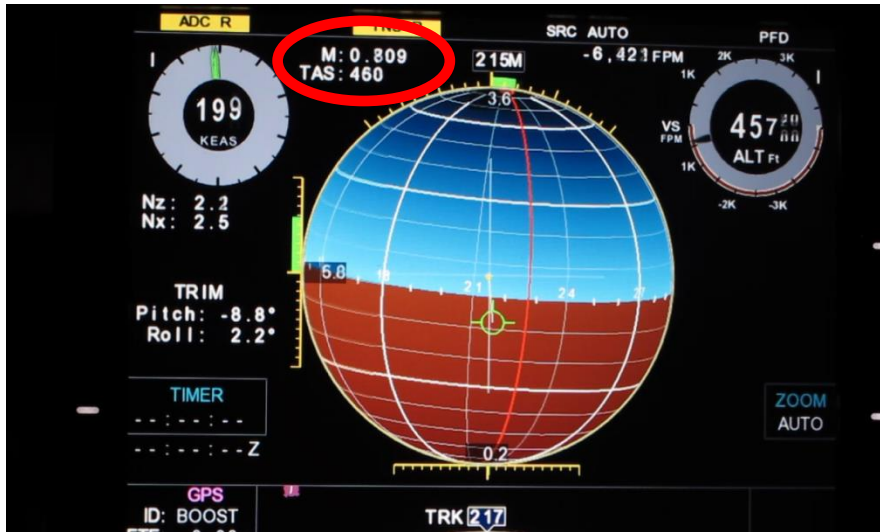 ADC R
SRC AUTO
PFD
M: 0.809
TAS: 460
215M
-6,421 FPM
2K
3K
1K
3.6
199
KEAS
VS
FPM
457
ALT Ft
1K
-2K
-3K
Nz: 2.2
Nx: 2.5
5.8
18
21
24
27
TRIM
Pitch: -8.8°
Roll: 2.2°
TIMER
--:--:--
--:--:--Z
ZOOM
AUTO
0.2
GPS
ID: BOOST
TRK 217